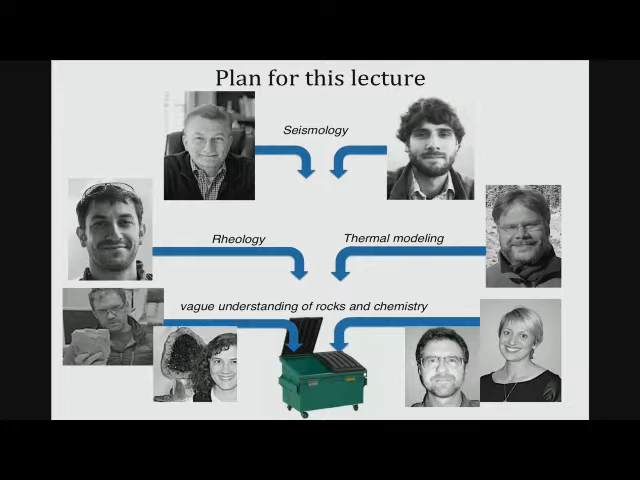 Plan for this lecture
Seismology
Rheology
Thermal modeling
vague understanding of rocks and chemistry